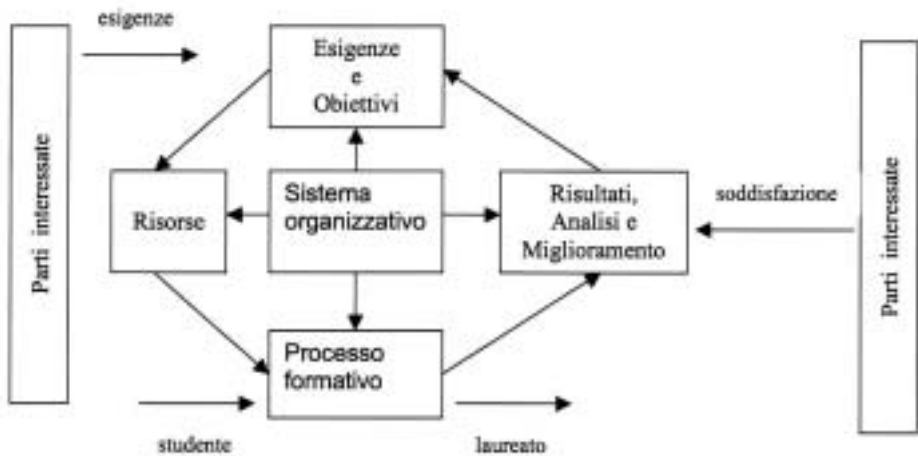 esigenze
Parti interessate
Esigenze
e
Obiettivi
Risorse
Sistema
organizzativo
Risultati,
Analisi e
Miglioramento
soddisfazione
Parti interessate
Processo
formativo
studente
laureato